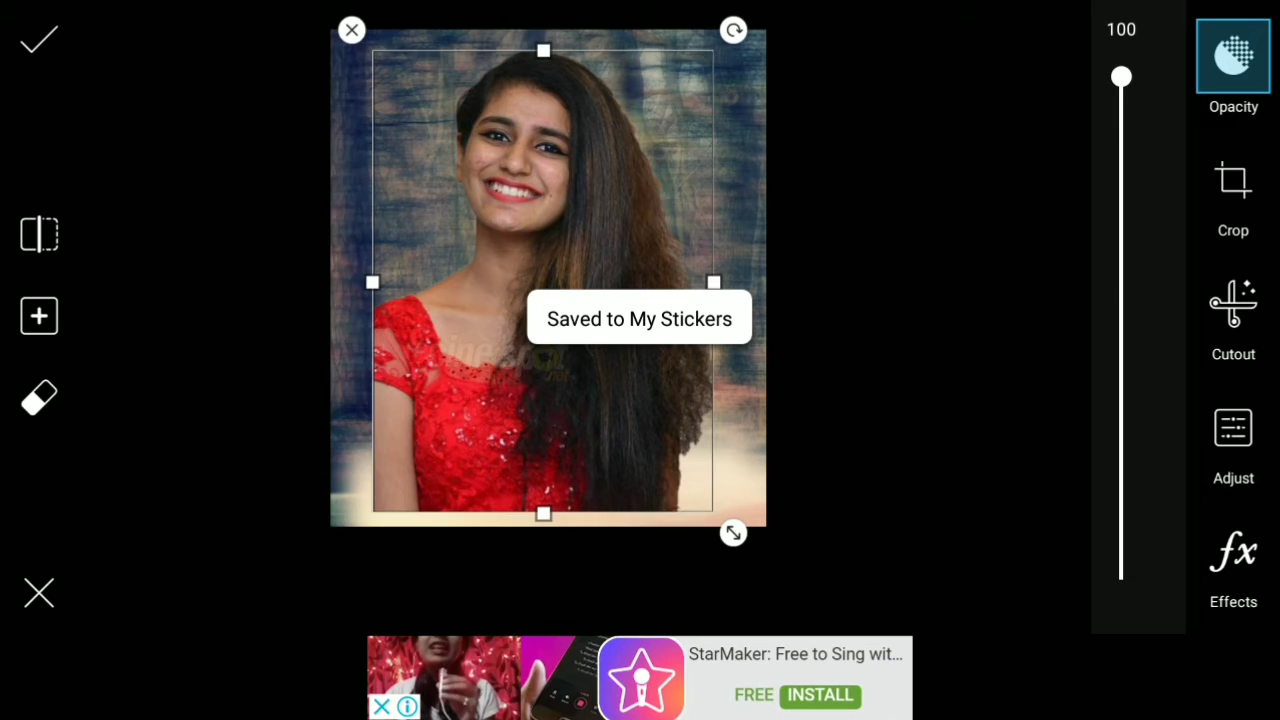 100
Opacity
Crop
Saved to My Stickers
Cutout
Adjust
fx
Effects
StarMaker: Free to Sing wit...
FREE INSTALL